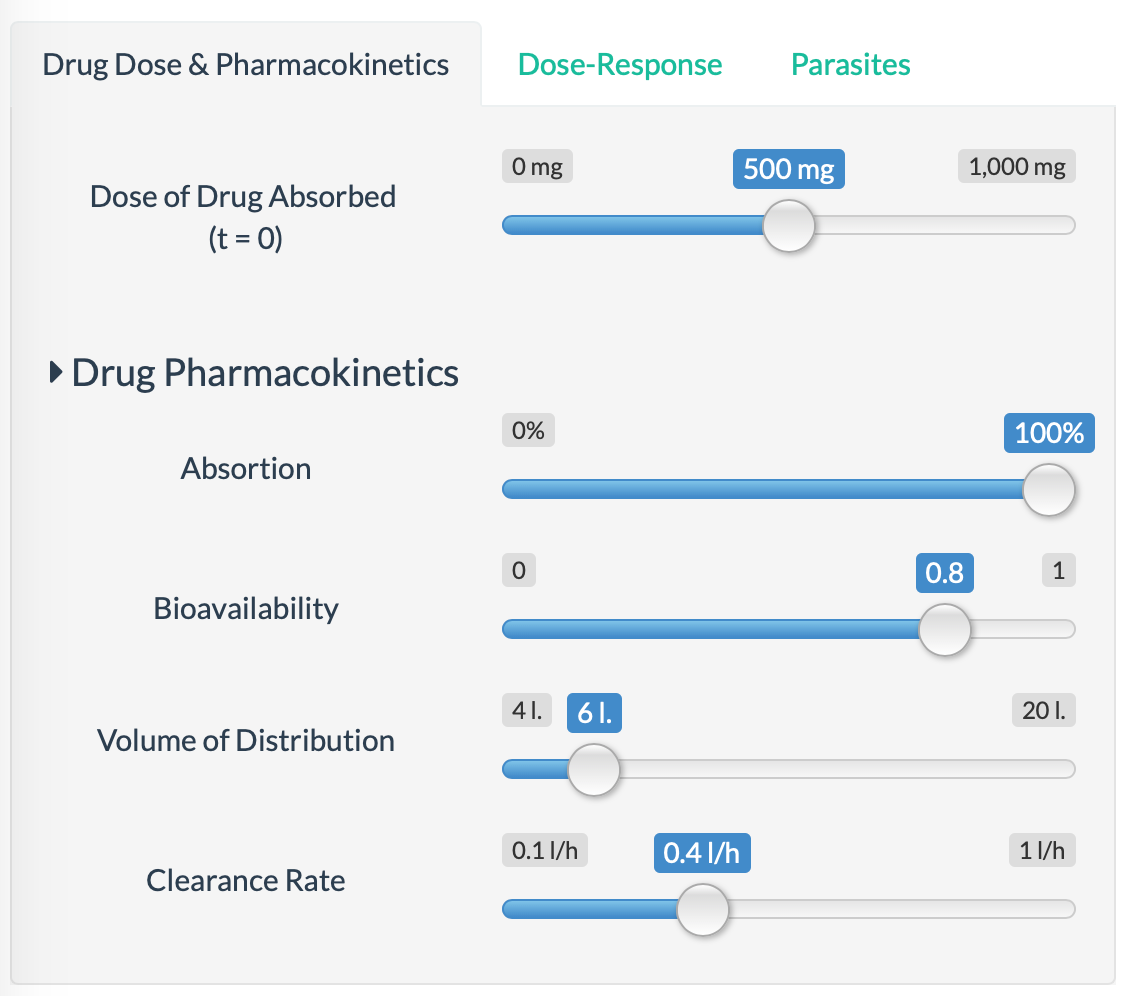 Drug Dose & Pharmacokinetics
Dose-Response
Parasites
Dose of Drug Absorbed
(t = 0)
0 mg
500 mg
1,000 mg
Drug Pharmacokinetics
Absortion
0%
100%
Bioavailability
0
0.8
1
Volume of Distribution
4 l.
6 l.
20 l.
Clearance Rate
0.1 l/h
0.4 l/h
1 l/h